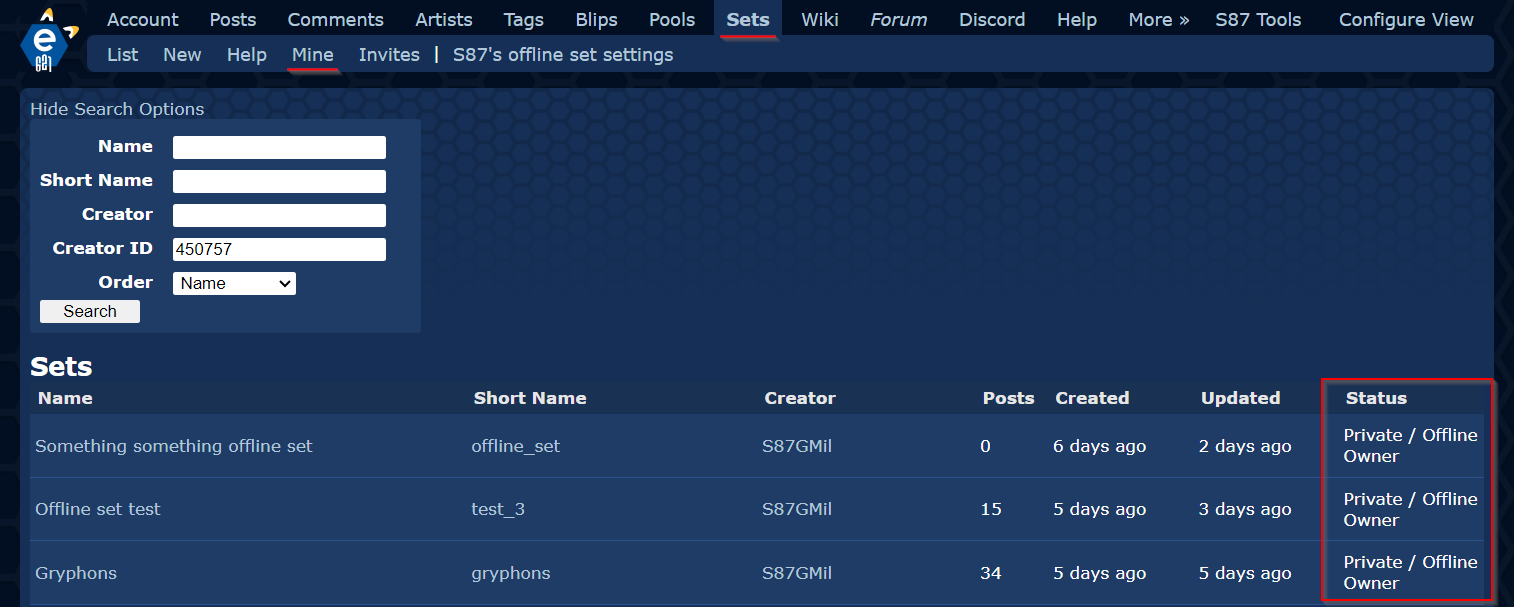 Account Posts Comments Artists Tags Blips Pools Sets Wiki Forum Discord Help More » S87 Tools Configure View
e
621
List New Help Mine Invites | S87's offline set settings
Hide Search Options
Name
Short Name
Creator
Creator ID 450757
Order Name
Search
Sets
Name Short Name Creator Posts Created Updated Status
Something something offline set offline_set S87GMil 0 6 days ago 2 days ago Private / Offline
Owner
Offline set test test_3 S87GMil 15 5 days ago 3 days ago Private / Offline
Owner
Gryphons gryphons S87GMil 34 5 days ago 5 days ago Private / Offline
Owner